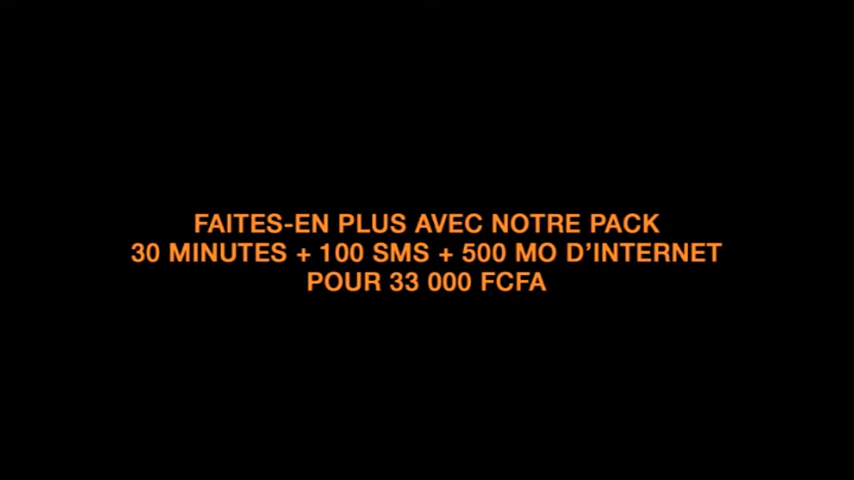 FAITES-EN PLUS AVEC NOTRE PACK
30 MINUTES + 100 SMS + 500 MO D’INTERNET
POUR 33 000 FCFA